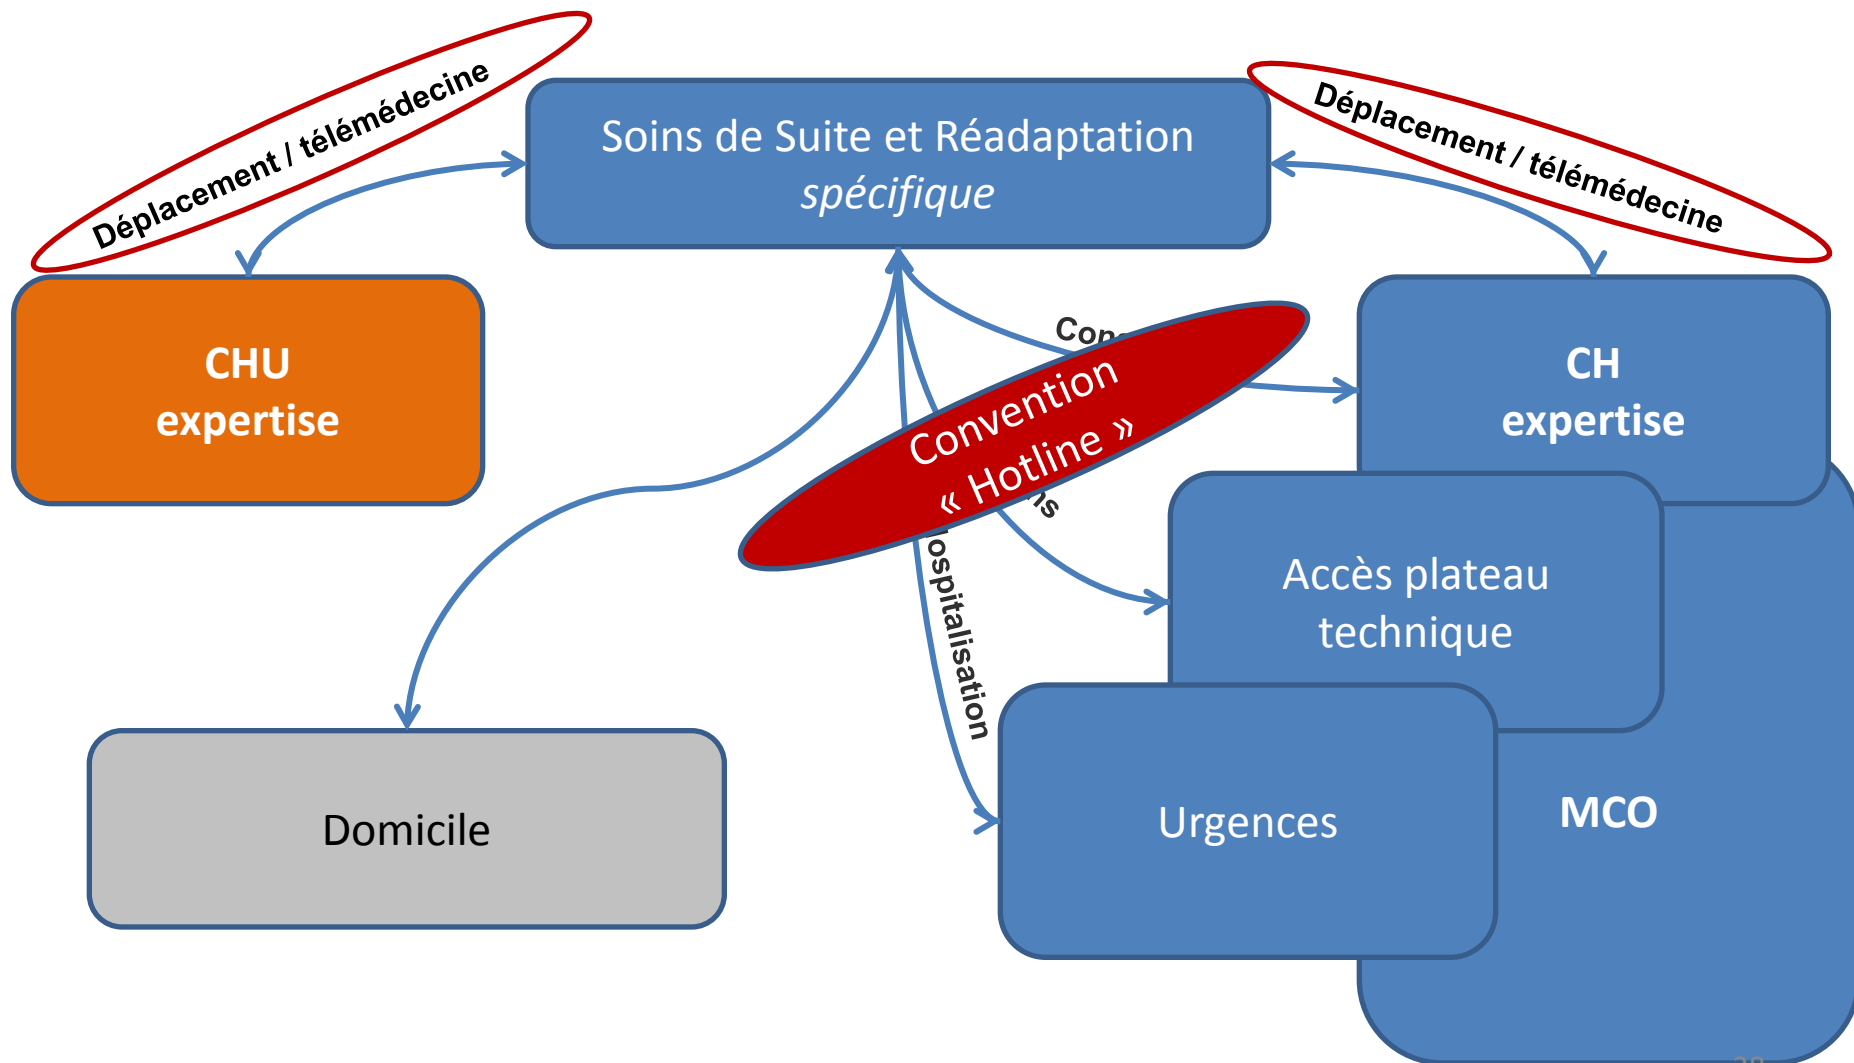 Déplacement / télémédecine
Soins de Suite et Réadaptation
spécifique
Déplacement / télémédecine
CHU
expertise
Convention
« Hotline »
CH
expertise
Accès plateau
technique
Hospitalisation
Domicile
Urgences
MCO